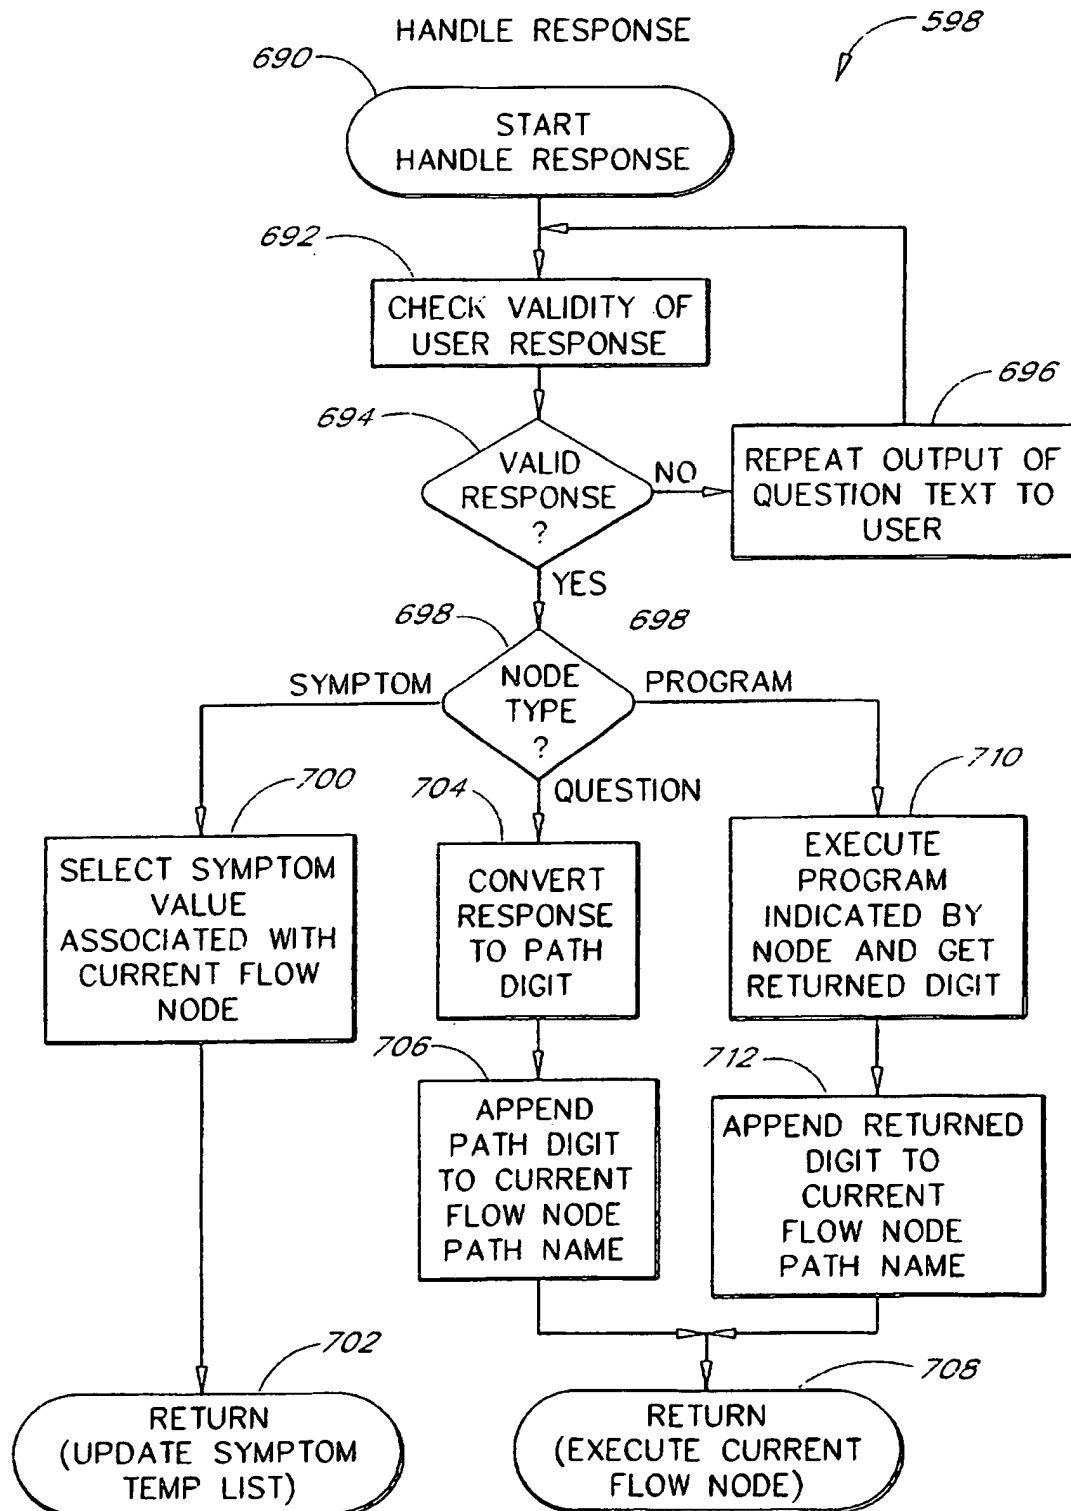 HANDLE RESPONSE
598
690
START
HANDLE RESPONSE
692
CHECK VALIDITY OF
USER RESPONSE
696
REPEAT OUTPUT OF
QUESTION TEXT TO
USER
694
VALID
RESPONSE
?
NO
YES
698
698
NODE
TYPE
?
SYMPTOM
PROGRAM
QUESTION
700
SELECT SYMPTOM
VALUE
ASSOCIATED WITH
CURRENT FLOW
NODE
704
CONVERT
RESPONSE
TO PATH
DIGIT
710
EXECUTE
PROGRAM
INDICATED BY
NODE AND GET
RETURNED DIGIT
706
APPEND
PATH DIGIT
TO CURRENT
FLOW NODE
PATH NAME
712
APPEND RETURNED
DIGIT TO
CURRENT
FLOW NODE
PATH NAME
702
RETURN
(UPDATE SYMPTOM
TEMP LIST)
708
RETURN
(EXECUTE CURRENT
FLOW NODE)